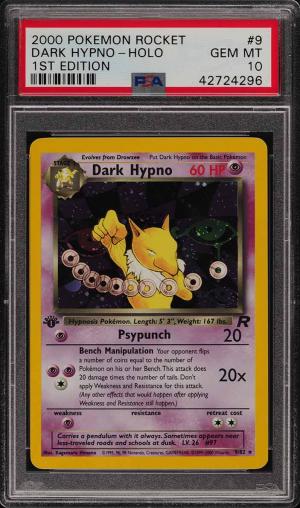 2000 POKEMON ROCKET #9
DARK HYPNO - HOLO GEM MT
1ST EDITION 10
PSA 42724296
Evolves from Drowzee Put Dark Hypno on the Basic Pokémon
STAGE 1
Dark Hypno 60 HP
Hypnosis Pokémon. Length: 5' 3", Weight: 167 lbs.
Psypunch 20
Bench Manipulation Your opponent flips
a number of coins equal to the number of
Pokémon on his or her Bench. This attack does
20 damage times the number of tails. Don't
apply Weakness and Resistance for this attack.
(Any other effects that would happen after applying
Weakness and Resistance still happen.)
20x
weakness resistance retreat cost
Carries a pendulum with it always. Sometimes appears near
less-traveled roads and schools at dusk. LV. 26 #97
9/82